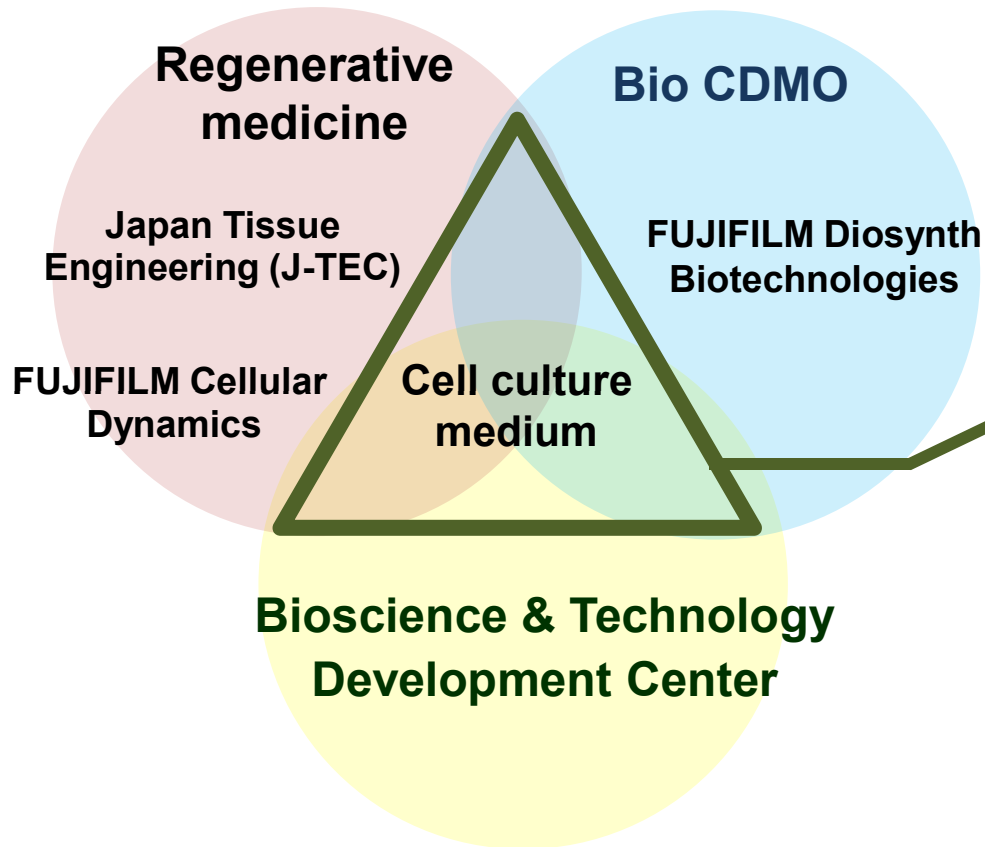 Regenerative
medicine
Bio CDMO
Japan Tissue
Engineering (J-TEC)
FUJIFILM Diosynth
Biotechnologies
FUJIFILM Cellular
Dynamics
Cell culture
medium
Bioscience & Technology
Development Center